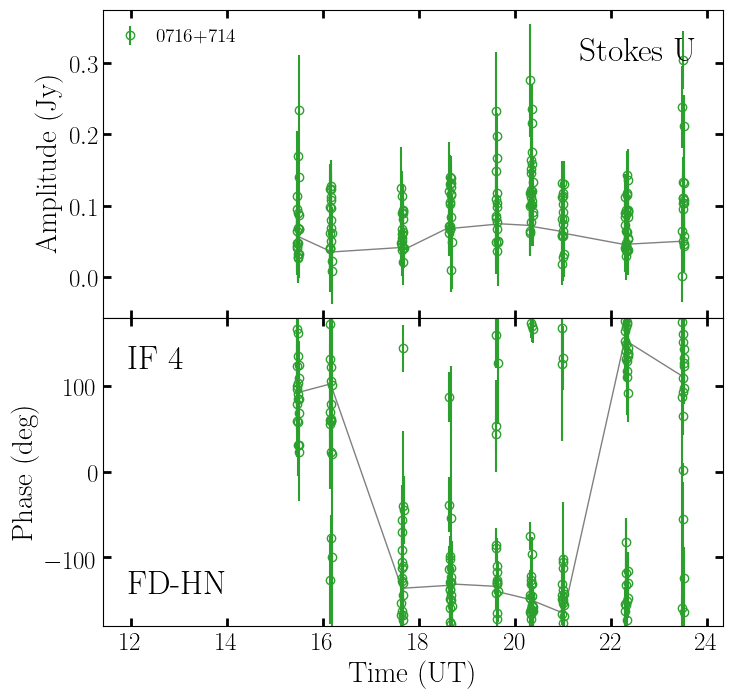 0716+714
Stokes U
0.3
0.2
0.1
0.0
Amplitude (Jy)
IF 4
100
0
−100
Phase (deg)
FD-HN
12 14 16 18 20 22 24
Time (UT)